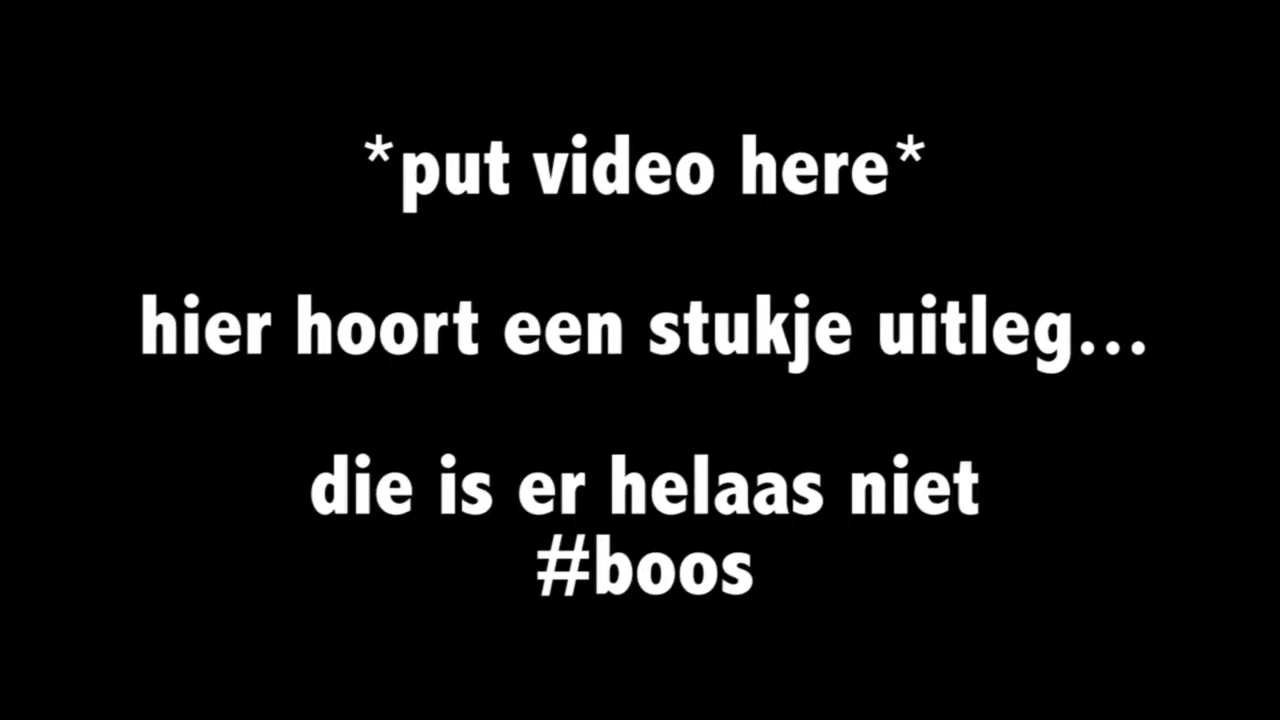 *put video here*
hier hoort een stukje uitleg...
die is er helaas niet
#boos